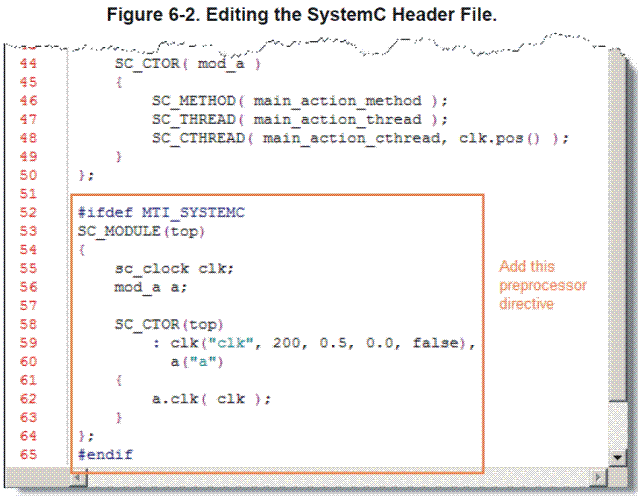 Figure 6-2. Editing the SystemC Header File.
44 SC_CTOR( mod_a )
45 {
46 SC_METHOD( main_action_method );
47 SC_THREAD( main_action_thread );
48 SC_CTHREAD( main_action_cthread, clk.pos() );
49 }
50 };
51
52 #ifdef MTI_SYSTEMC
53 SC_MODULE(top)
54 {
55 sc_clock clk;
56 mod_a a;
57
58 SC_CTOR(top)
59 : clk("clk", 200, 0.5, 0.0, false),
60 a("a")
61 {
62 a.clk( clk );
63 }
64 };
65 #endif
Add this
preprocessor
directive